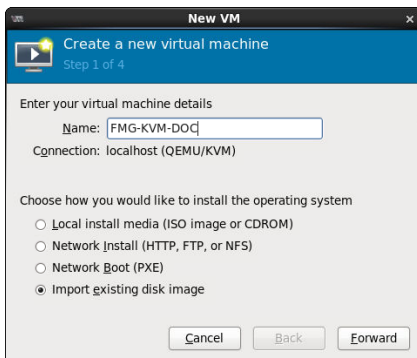 New VM
Create a new virtual machine
Step 1 of 4
Enter your virtual machine details
Name: FMG-KVM-DOC
Connection: localhost (QEMU/KVM)
Choose how you would like to install the operating system
Local install media (ISO image or CDROM)
Network Install (HTTP, FTP, or NFS)
Network Boot (PXE)
Import existing disk image
Cancel Back Forward